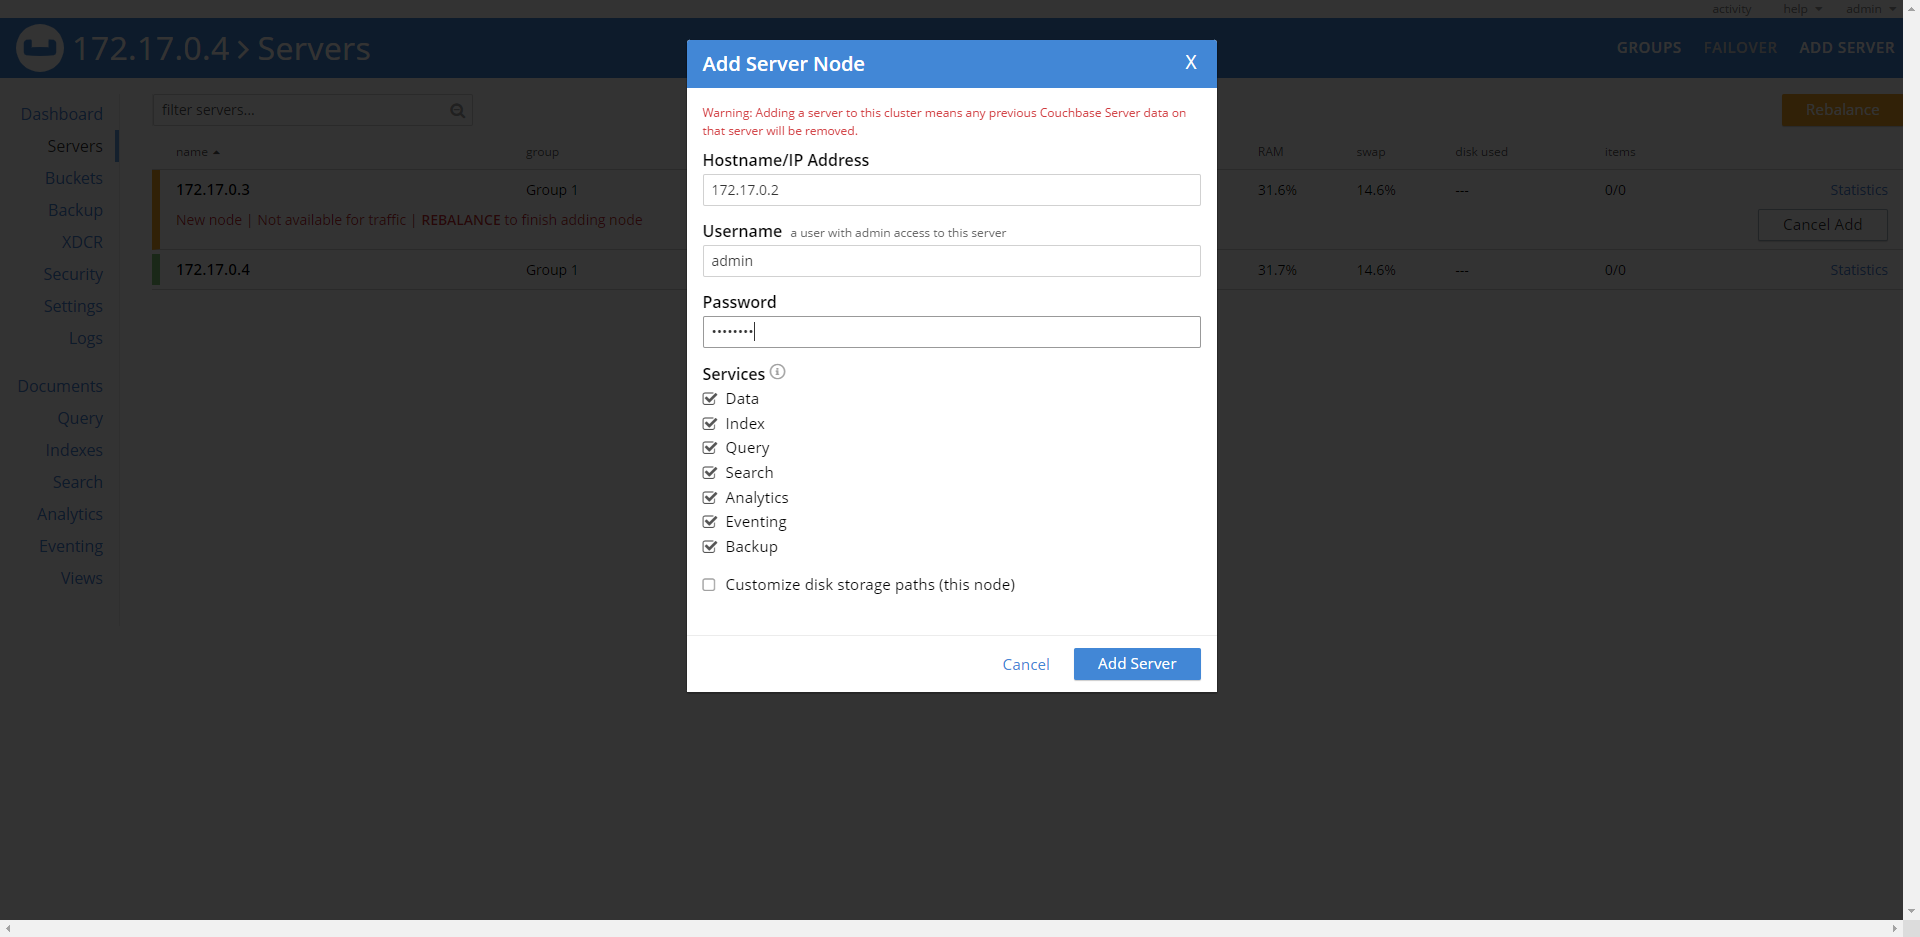 activity help admin
172.17.0.4 > Servers
GROUPS FAILOVER ADD SERVER
Add Server Node X
Dashboard
Servers
Buckets
Backup
XDCR
Security
Settings
Logs
Documents
Query
Indexes
Search
Analytics
Eventing
Views
filter servers...
Rebalance
name group RAM swap disk used items
172.17.0.3 Group 1 31.6% 14.6% --- 0/0 Statistics
New node | Not available for traffic | REBALANCE to finish adding node
Cancel Add
172.17.0.4 Group 1 31.7% 14.6% --- 0/0 Statistics
Warning: Adding a server to this cluster means any previous Couchbase Server data on
that server will be removed.
Hostname/IP Address
172.17.0.2
Username a user with admin access to this server
admin
Password
••••••••
Services
Data
Index
Query
Search
Analytics
Eventing
Backup
Customize disk storage paths (this node)
Cancel Add Server